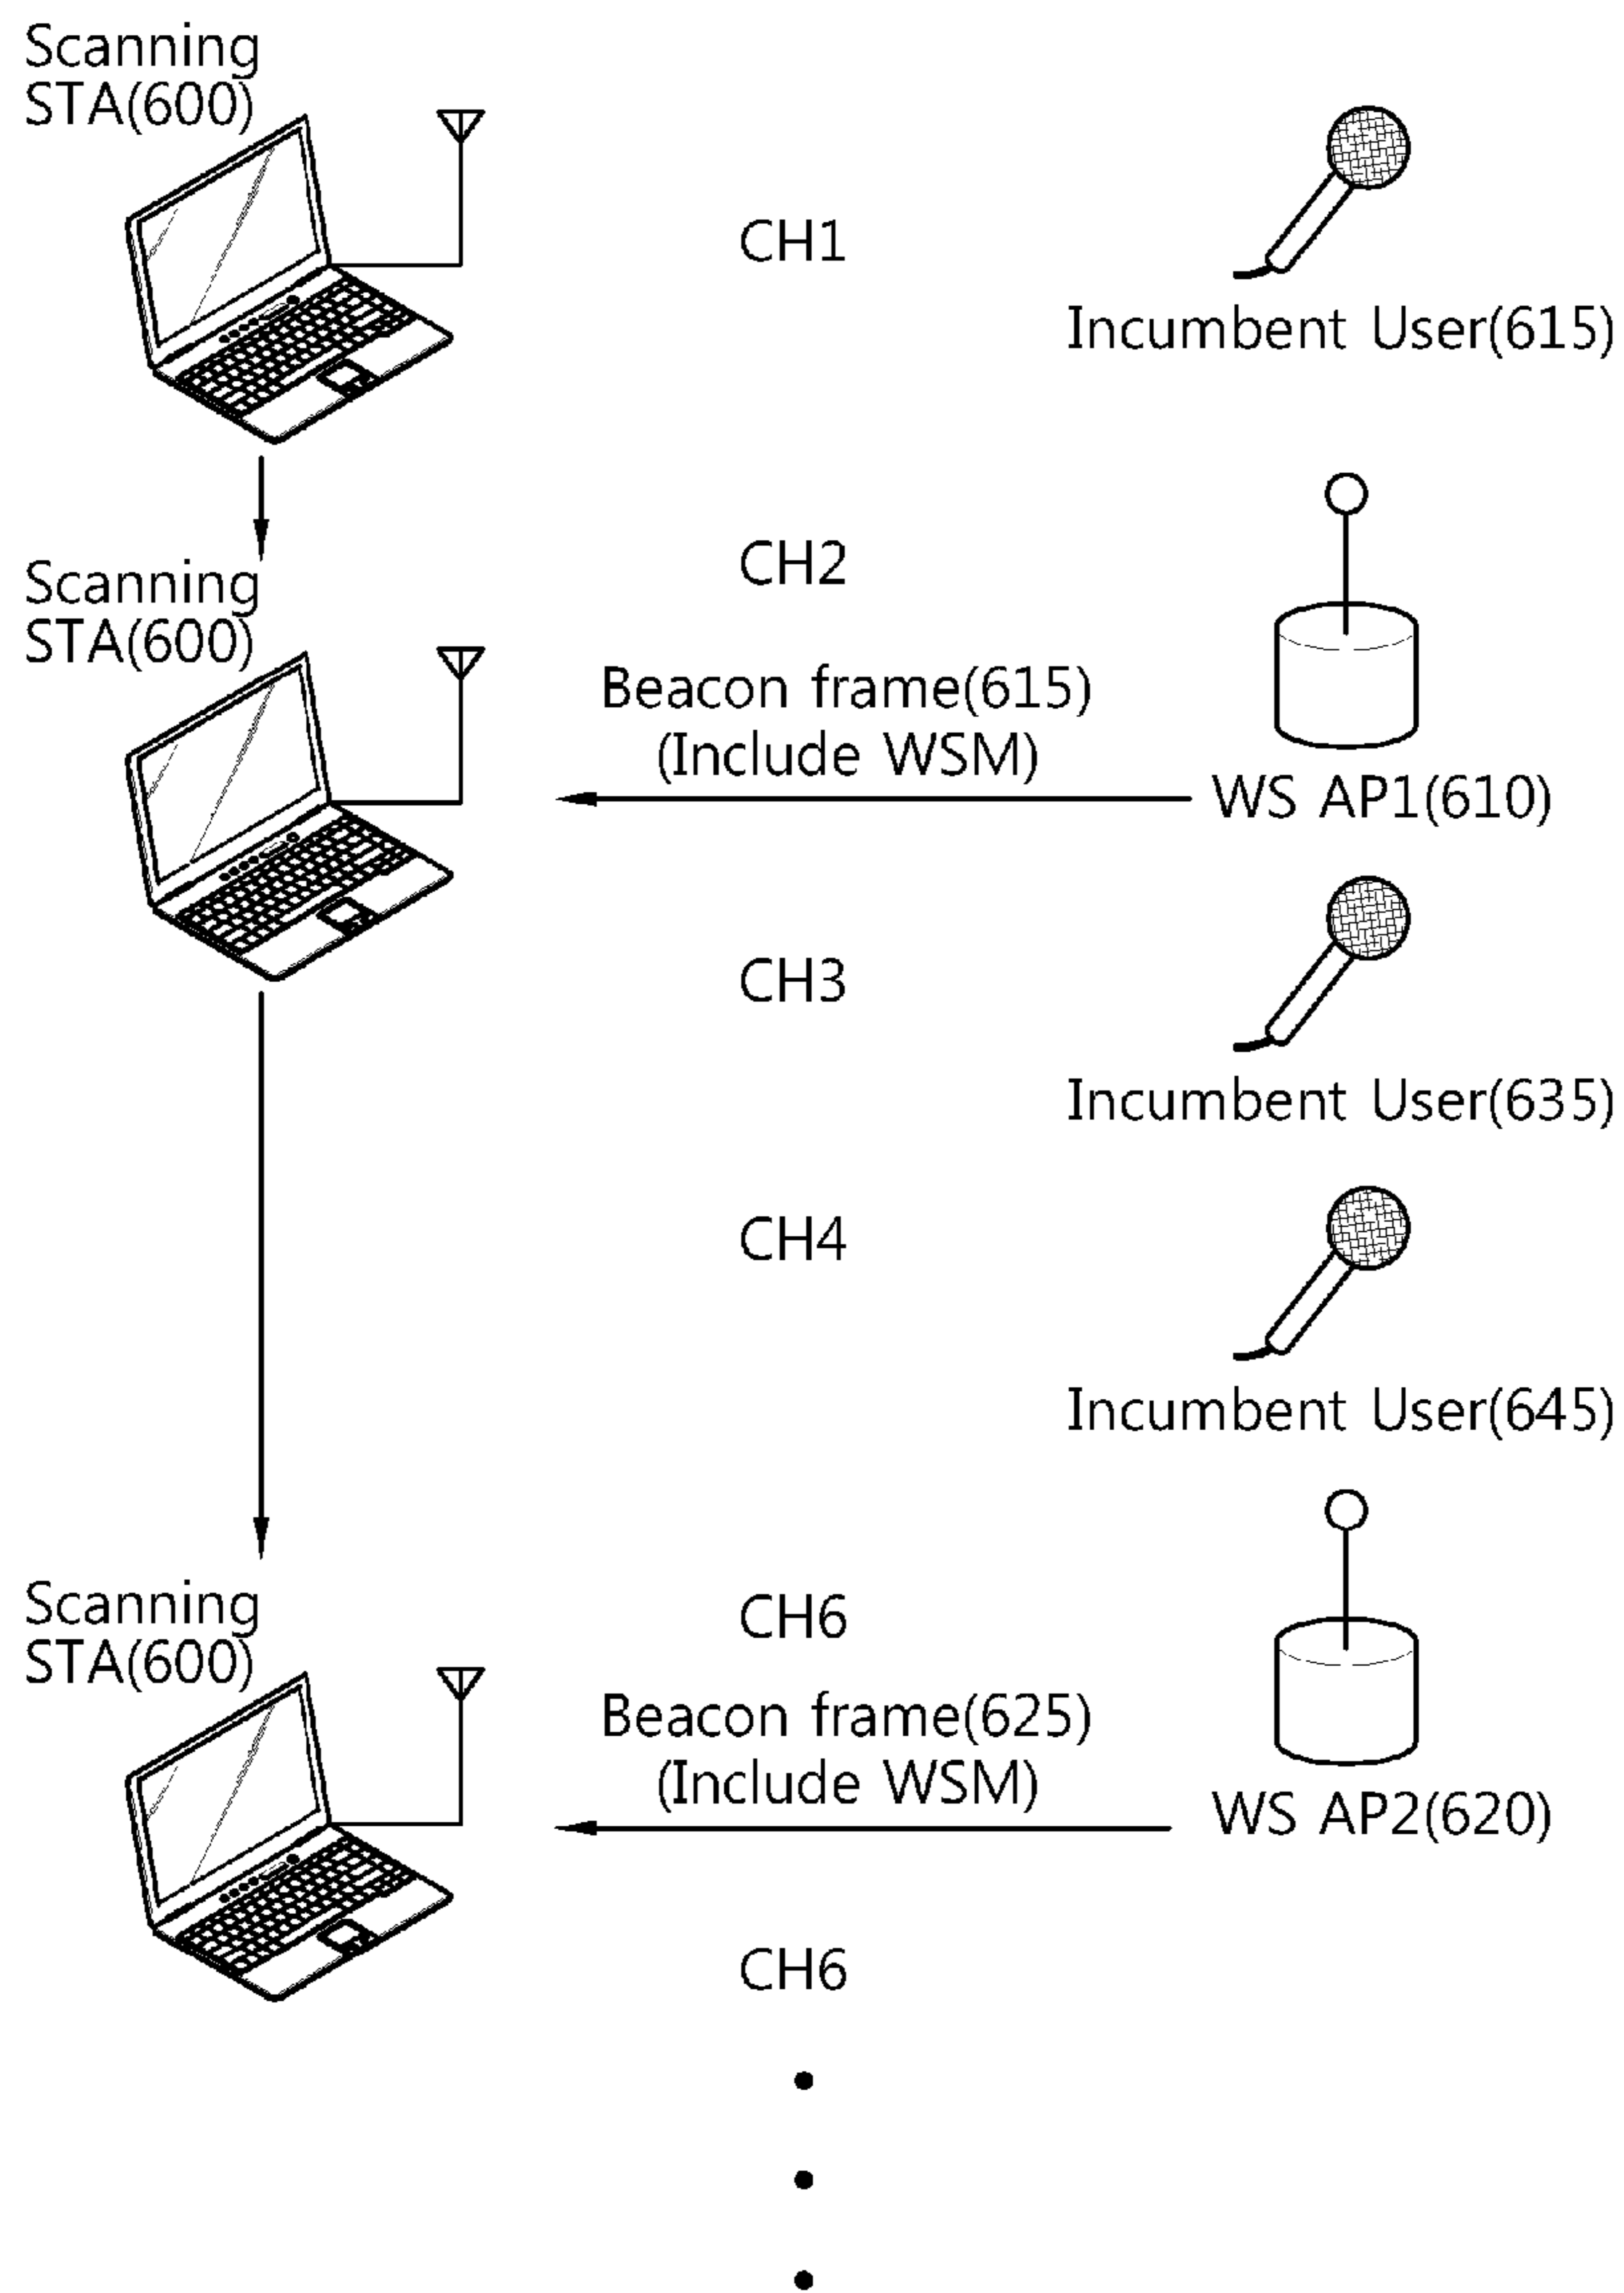 Scanning
STA(600)
CH1
Incumbent User(615)
Scanning
STA(600)
CH2
Beacon frame(615)
(Include WSM)
WS AP1(610)
CH3
Incumbent User(635)
CH4
Incumbent User(645)
Scanning
STA(600)
CH6
Beacon frame(625)
(Include WSM)
WS AP2(620)
CH6